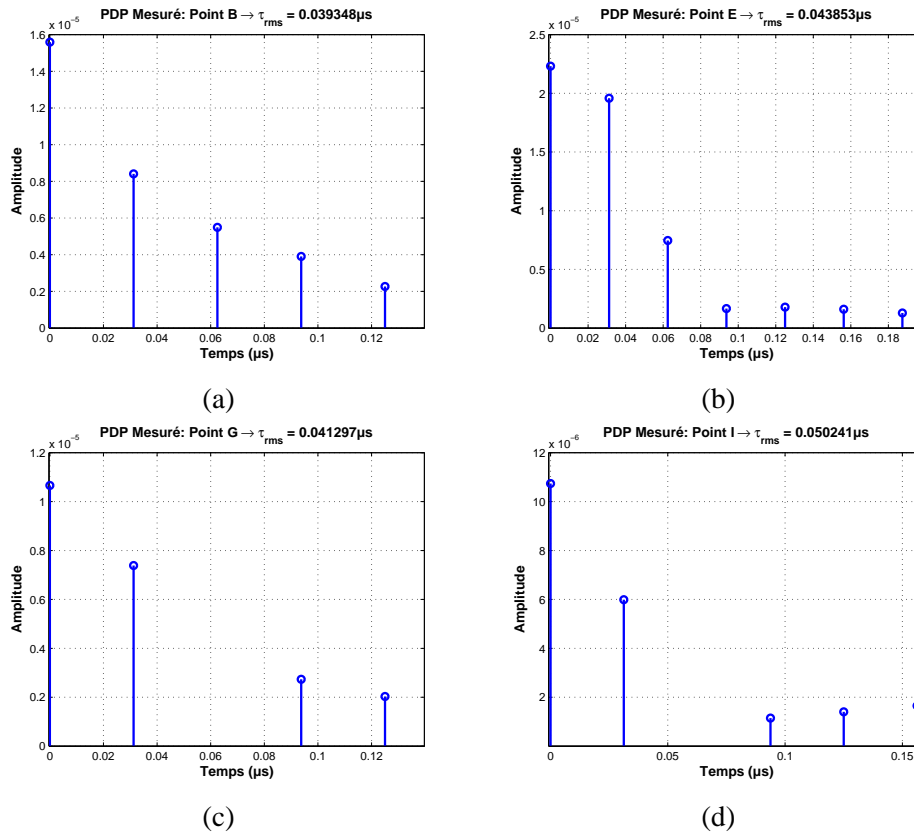 PDP Mesuré: Point B → τrms = 0.039348µs
x 10⁻⁵
1.6
1.4
1.2
1
0.8
0.6
0.4
0.2
0
Amplitude
0 0.02 0.04 0.06 0.08 0.1 0.12
Temps (µs)
(a)
PDP Mesuré: Point E → τrms = 0.043853µs
x 10⁻⁵
2.5
2
1.5
1
0.5
0
Amplitude
0 0.02 0.04 0.06 0.08 0.1 0.12 0.14 0.16 0.18
Temps (µs)
(b)
PDP Mesuré: Point G → τrms = 0.041297µs
x 10⁻⁵
1.2
1
0.8
0.6
0.4
0.2
0
Amplitude
0 0.02 0.04 0.06 0.08 0.1 0.12
Temps (µs)
(c)
PDP Mesuré: Point I → τrms = 0.050241µs
x 10⁻⁶
12
10
8
6
4
2
Amplitude
0 0.05 0.1 0.15
Temps (µs)
(d)